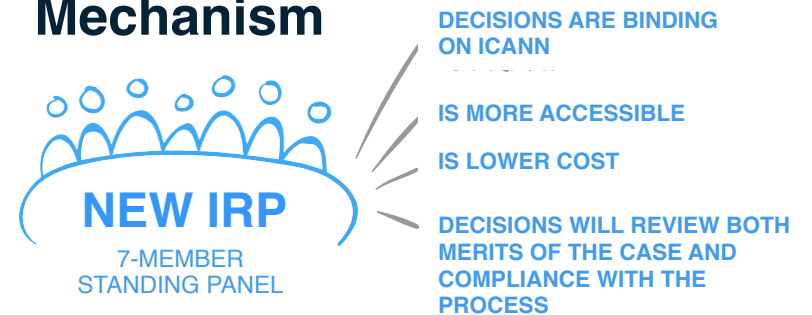 Mechanism
DECISIONS ARE BINDING
ON ICANN
IS MORE ACCESSIBLE
IS LOWER COST
NEW IRP
7-MEMBER
STANDING PANEL
DECISIONS WILL REVIEW BOTH
MERITS OF THE CASE AND
COMPLIANCE WITH THE
PROCESS